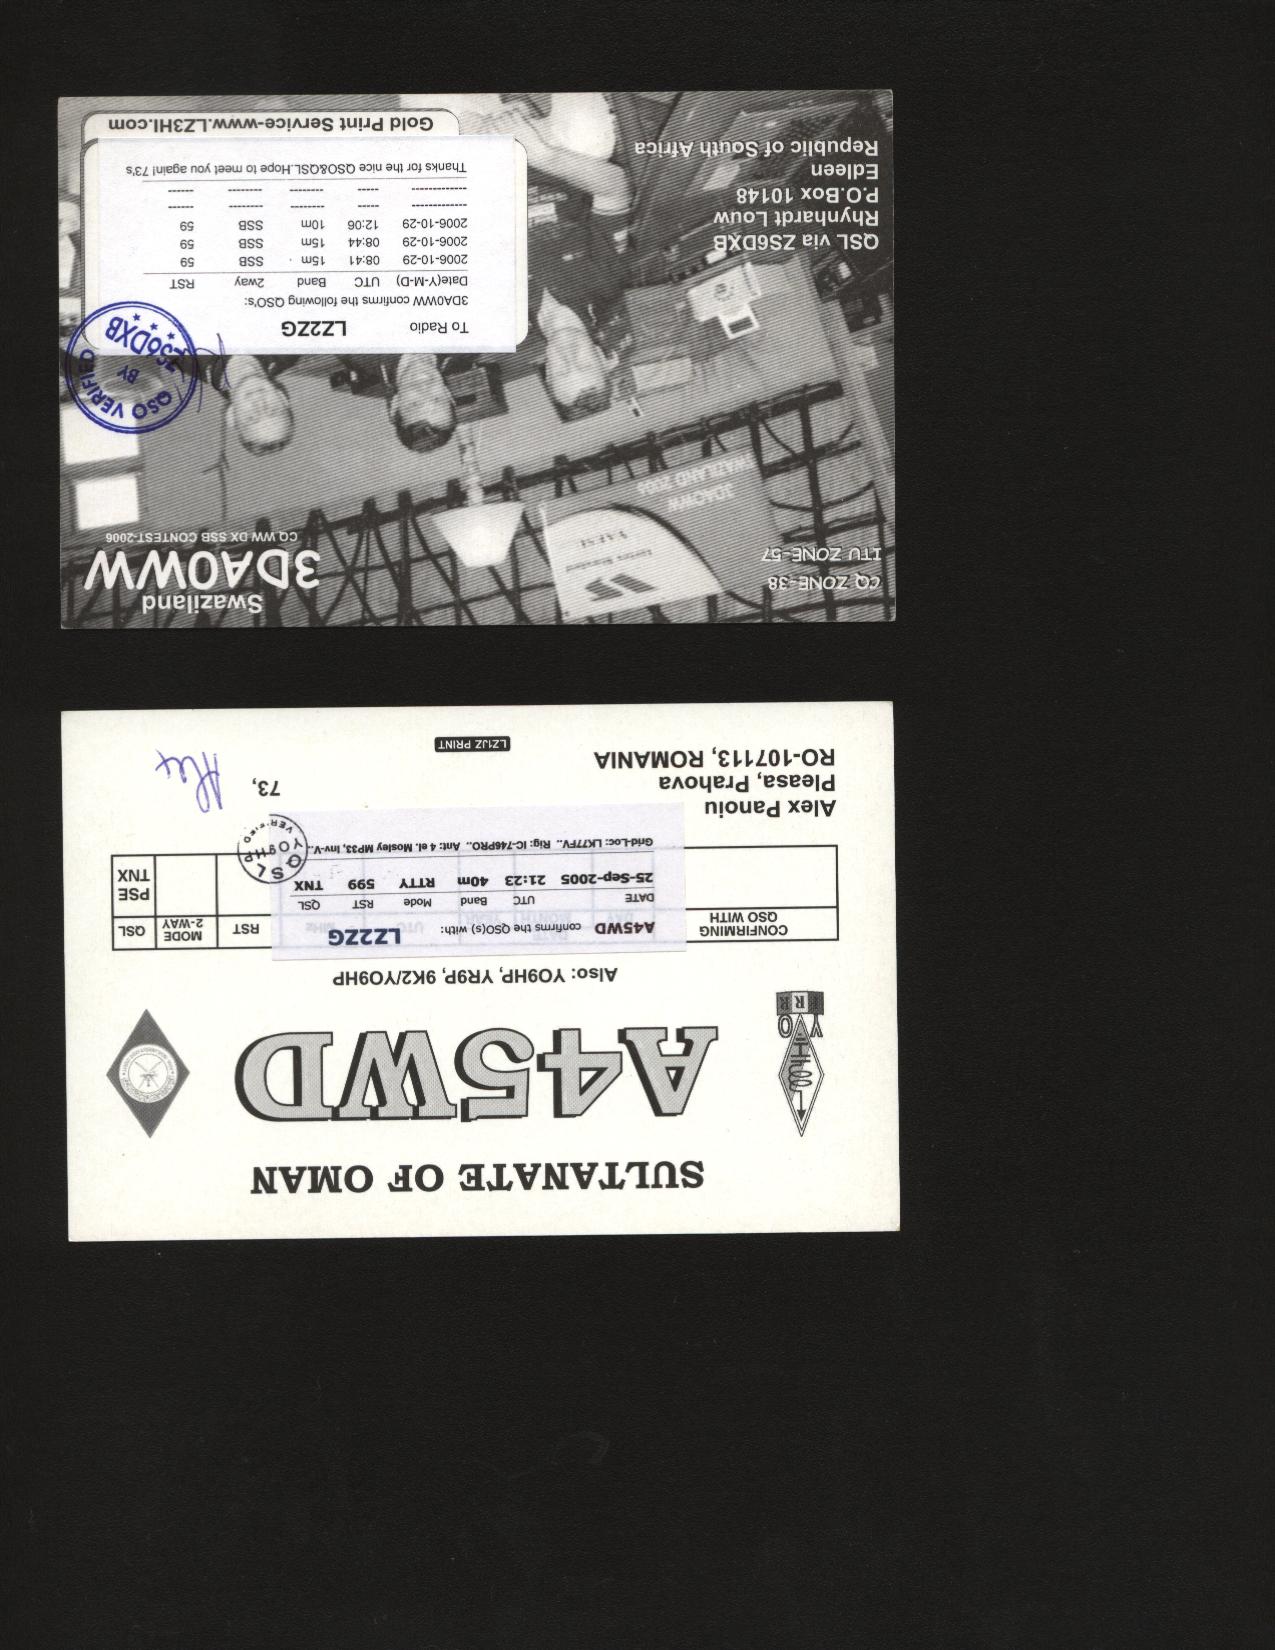 SULTANATE OF OMAN
A45WD
YO
HRR
Also: YO9HP, YR9P, 9K2/YO9HP
CONFIRMING QSO WITH
RST
MODE 2-WAY
QSL
A45WD confirms the QSO(s) with: LZ2ZG
DATE UTC Band Mode RST QSL
25-Sep-2005 21:23 40m RTTY 599 TNX
Grid-Loc: LK77FV.. Rig: IC-746PRO.. Ant: 4 el. Mosley MP33, Inv-V..
PSE
TNX
QSL
YO9HP
VERIFIED
Alex Panoiu
Pleasa, Prahova
RO-107113, ROMANIA
73,
Alex
LZ1JZ PRINT
Swaziland
3DA0WW
CQ WW DX SSB CONTEST-2006
CQ ZONE-38
ITU ZONE-57
3DA0WW
SWAZILAND 2006
QSL via ZS6DXB
Rhynhardt Louw
P.O.Box 10148
Edleen
Republic of South Africa
To Radio LZ2ZG
3DA0WW confirms the following QSO's:
Date(Y-M-D) UTC Band 2way RST
2006-10-29 08:41 15m SSB 59
2006-10-29 08:44 15m SSB 59
2006-10-29 12:06 10m SSB 59
Thanks for the nice QSO&QSL.Hope to meet you again! 73's
Gold Print Service-www.LZ3HI.com
QSO VERIFIED
BY
ZS6DXB